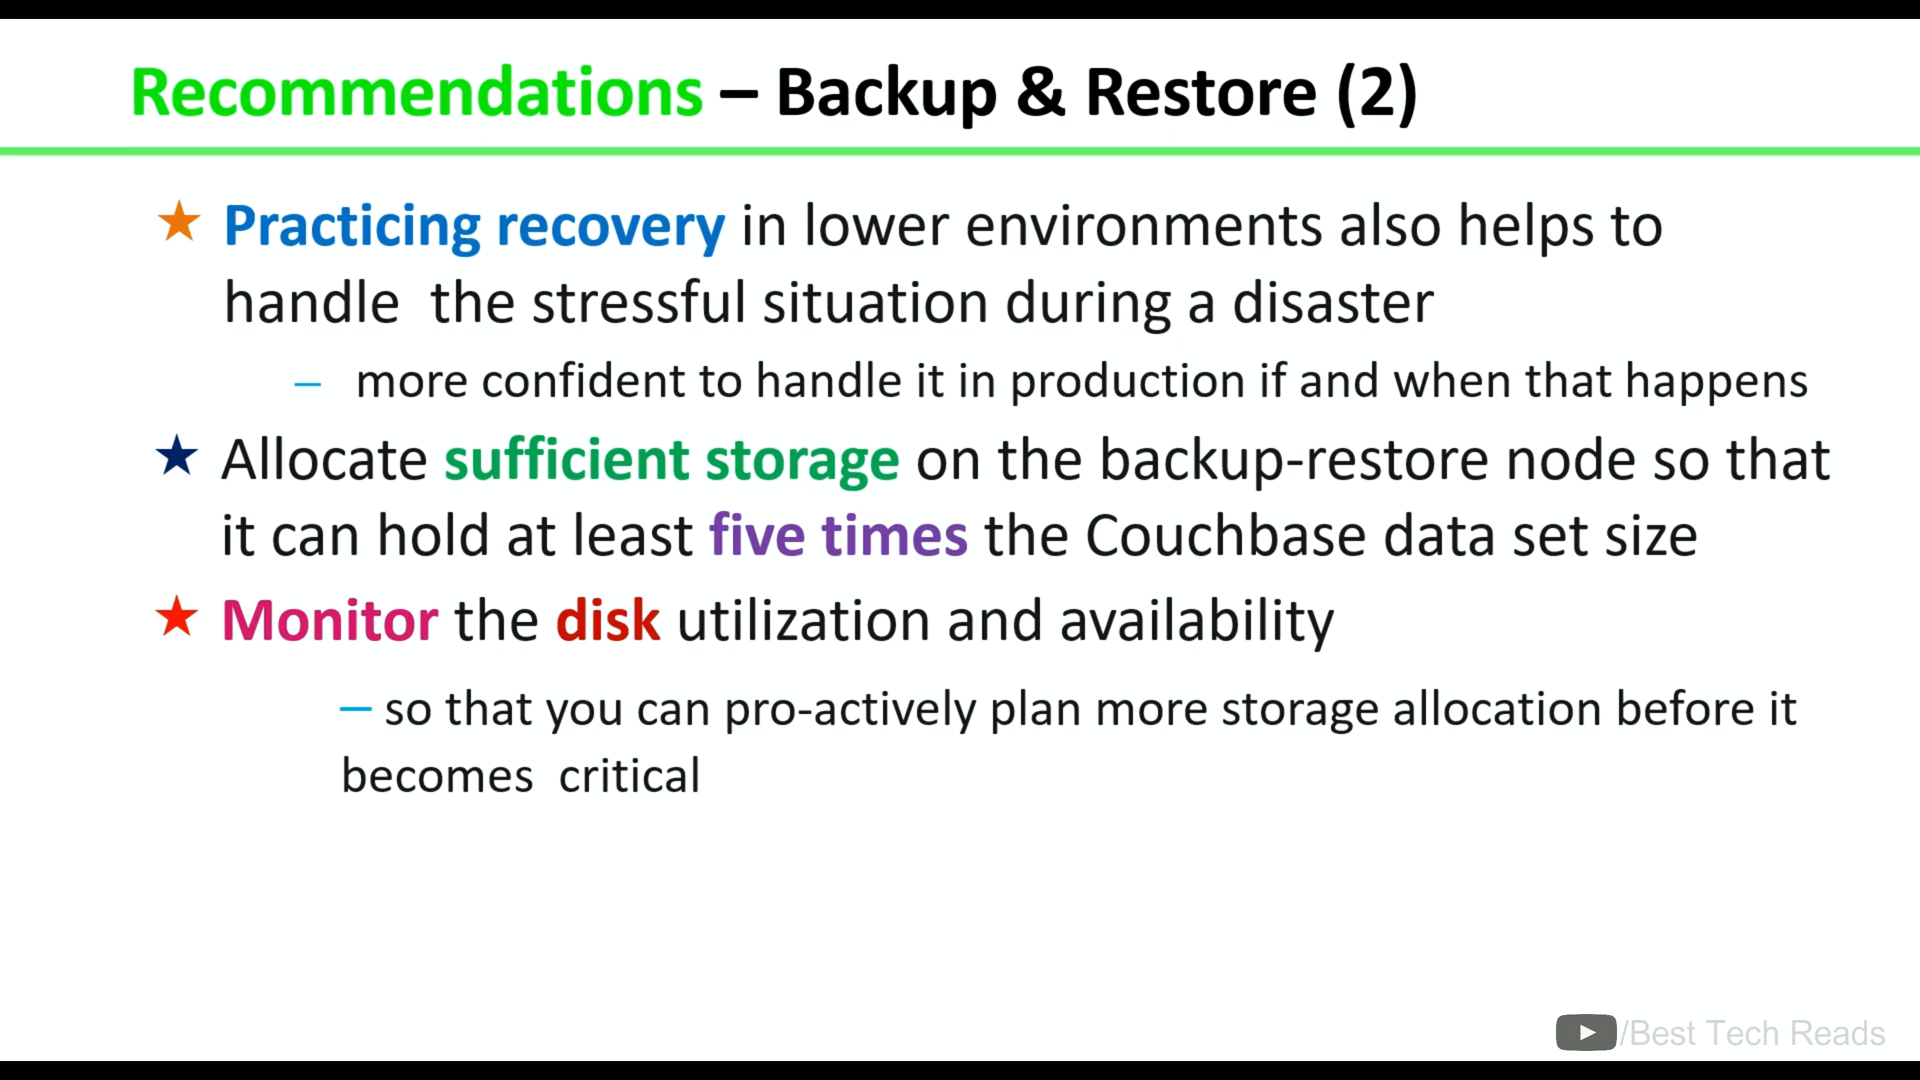 Recommendations – Backup & Restore (2)
★ Practicing recovery in lower environments also helps to
handle  the stressful situation during a disaster
– more confident to handle it in production if and when that happens
★ Allocate sufficient storage on the backup-restore node so that
it can hold at least five times the Couchbase data set size
★ Monitor the disk utilization and availability
– so that you can pro-actively plan more storage allocation before it
becomes  critical
/Best Tech Reads